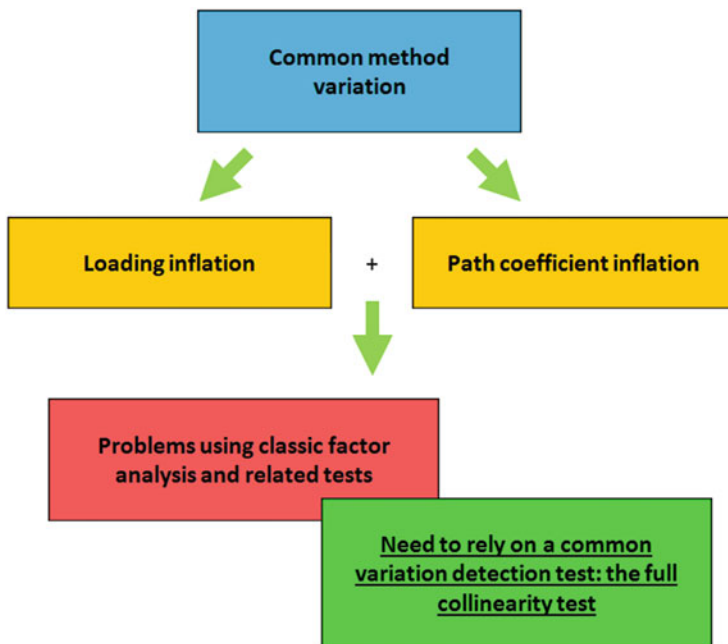 Common method
variation
Loading inflation
+
Path coefficient inflation
Problems using classic factor
analysis and related tests
Need to rely on a common
variation detection test: the full
collinearity test